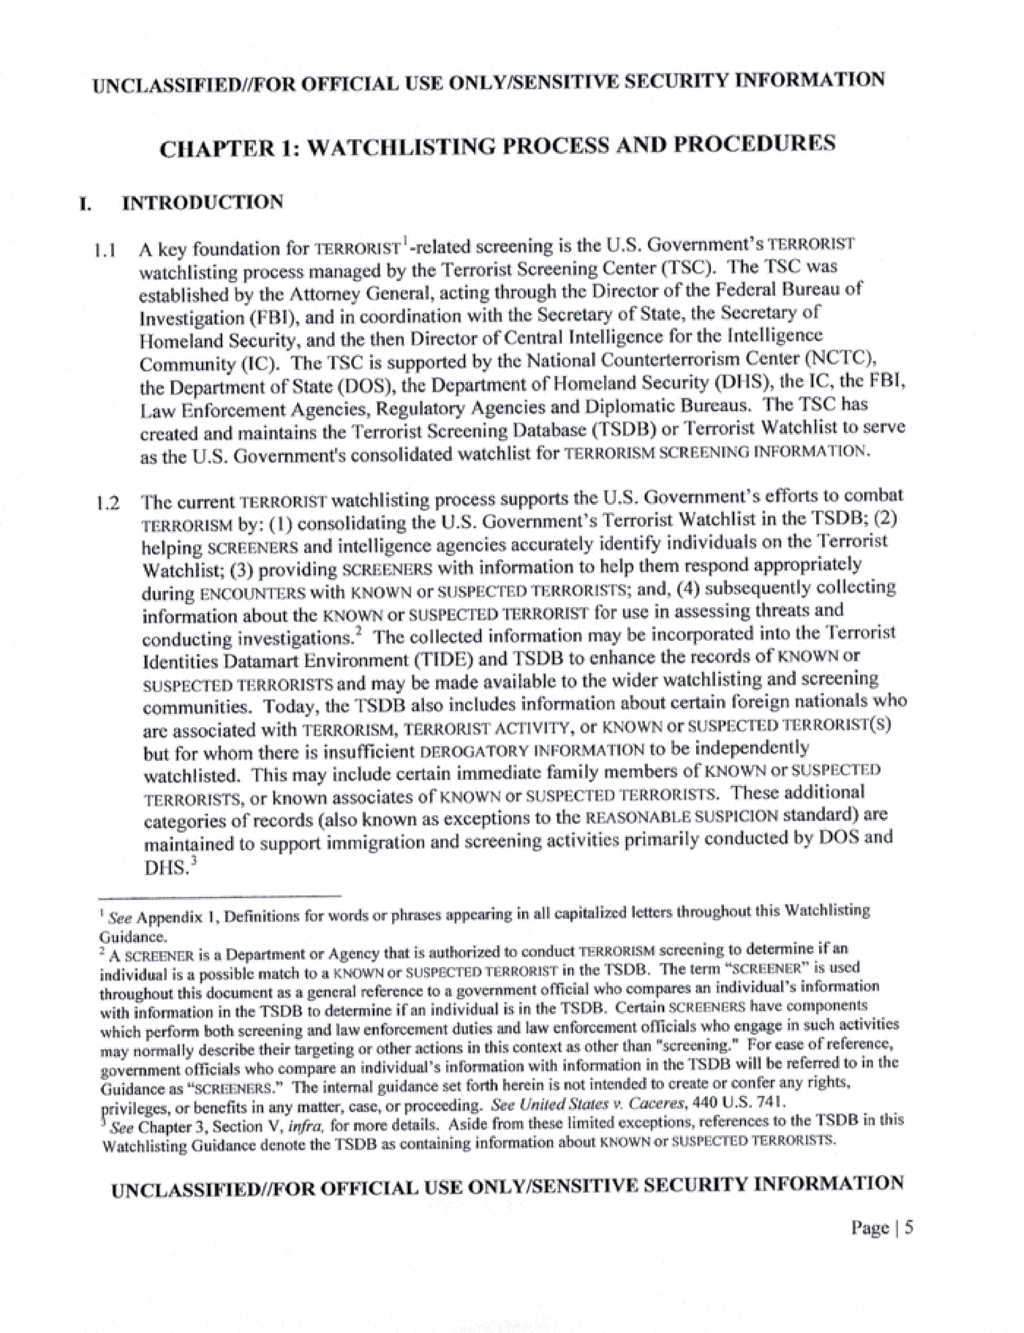 UNCLASSIFIED//FOR OFFICIAL USE ONLY/SENSITIVE SECURITY INFORMATION
CHAPTER 1: WATCHLISTING PROCESS AND PROCEDURES
I. INTRODUCTION
1.1 A key foundation for TERRORIST¹-related screening is the U.S. Government's TERRORIST
watchlisting process managed by the Terrorist Screening Center (TSC). The TSC was
established by the Attorney General, acting through the Director of the Federal Bureau of
Investigation (FBI), and in coordination with the Secretary of State, the Secretary of
Homeland Security, and the then Director of Central Intelligence for the Intelligence
Community (IC). The TSC is supported by the National Counterterrorism Center (NCTC),
the Department of State (DOS), the Department of Homeland Security (DHS), the IC, the FBI,
Law Enforcement Agencies, Regulatory Agencies and Diplomatic Bureaus. The TSC has
created and maintains the Terrorist Screening Database (TSDB) or Terrorist Watchlist to serve
as the U.S. Government's consolidated watchlist for TERRORISM SCREENING INFORMATION.
1.2 The current TERRORIST watchlisting process supports the U.S. Government's efforts to combat
TERRORISM by: (1) consolidating the U.S. Government's Terrorist Watchlist in the TSDB; (2)
helping SCREENERS and intelligence agencies accurately identify individuals on the Terrorist
Watchlist; (3) providing SCREENERS with information to help them respond appropriately
during ENCOUNTERS with KNOWN or SUSPECTED TERRORISTS; and, (4) subsequently collecting
information about the KNOWN or SUSPECTED TERRORIST for use in assessing threats and
conducting investigations.² The collected information may be incorporated into the Terrorist
Identities Datamart Environment (TIDE) and TSDB to enhance the records of KNOWN or
SUSPECTED TERRORISTS and may be made available to the wider watchlisting and screening
communities. Today, the TSDB also includes information about certain foreign nationals who
are associated with TERRORISM, TERRORIST ACTIVITY, or KNOWN or SUSPECTED TERRORIST(S)
but for whom there is insufficient DEROGATORY INFORMATION to be independently
watchlisted. This may include certain immediate family members of KNOWN or SUSPECTED
TERRORISTS, or known associates of KNOWN or SUSPECTED TERRORISTS. These additional
categories of records (also known as exceptions to the REASONABLE SUSPICION standard) are
maintained to support immigration and screening activities primarily conducted by DOS and
DHS.³
¹ See Appendix 1, Definitions for words or phrases appearing in all capitalized letters throughout this Watchlisting
Guidance.
² A SCREENER is a Department or Agency that is authorized to conduct TERRORISM screening to determine if an
individual is a possible match to a KNOWN or SUSPECTED TERRORIST in the TSDB. The term "SCREENER" is used
throughout this document as a general reference to a government official who compares an individual's information
with information in the TSDB to determine if an individual is in the TSDB. Certain SCREENERS have components
which perform both screening and law enforcement duties and law enforcement officials who engage in such activities
may normally describe their targeting or other actions in this context as other than "screening." For ease of reference,
government officials who compare an individual's information with information in the TSDB will be referred to in the
Guidance as "SCREENERS." The internal guidance set forth herein is not intended to create or confer any rights,
privileges, or benefits in any matter, case, or proceeding. See United States v. Caceres, 440 U.S. 741.
³ See Chapter 3, Section V, infra, for more details. Aside from these limited exceptions, references to the TSDB in this
Watchlisting Guidance denote the TSDB as containing information about KNOWN or SUSPECTED TERRORISTS.
UNCLASSIFIED//FOR OFFICIAL USE ONLY/SENSITIVE SECURITY INFORMATION
Page | 5